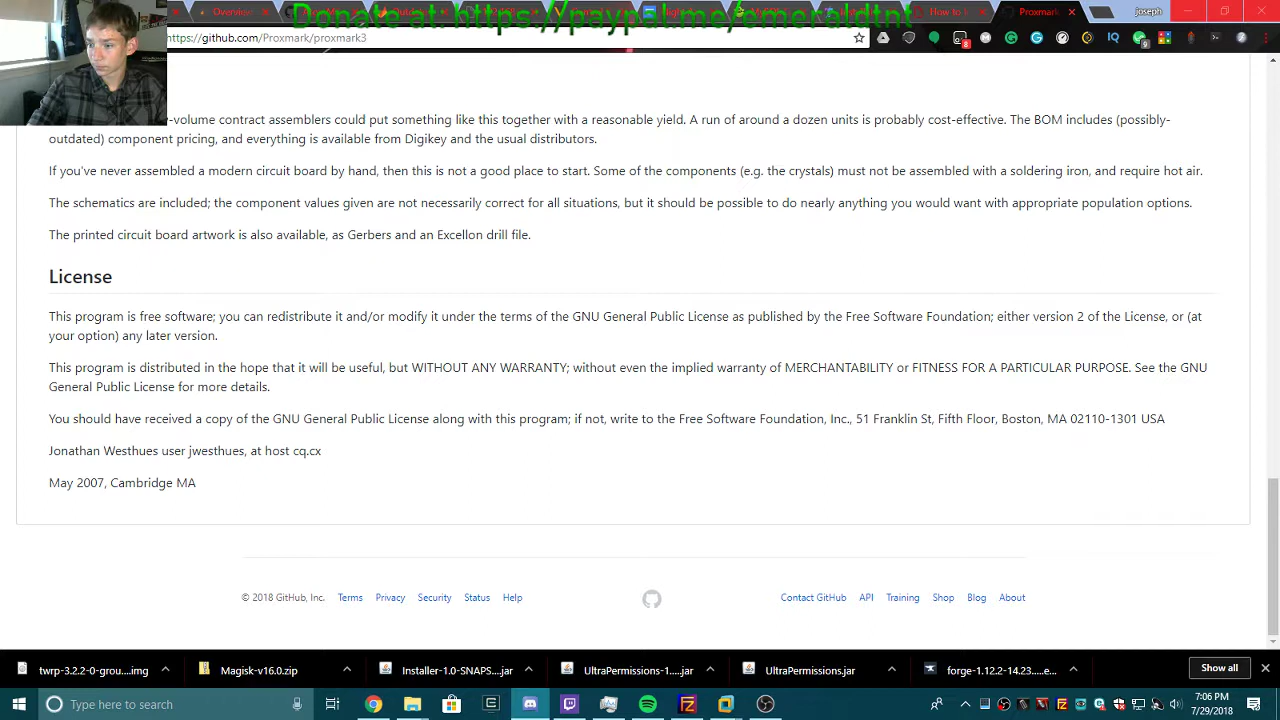 Donate at: https://paypal.me/emeraldtnt
Overview
How to i
Proxmark
joseph
https://github.com/Proxmark/proxmark3
-volume contract assemblers could put something like this together with a reasonable yield. A run of around a dozen units is probably cost-effective. The BOM includes (possibly-
outdated) component pricing, and everything is available from Digikey and the usual distributors.
If you've never assembled a modern circuit board by hand, then this is not a good place to start. Some of the components (e.g. the crystals) must not be assembled with a soldering iron, and require hot air.
The schematics are included; the component values given are not necessarily correct for all situations, but it should be possible to do nearly anything you would want with appropriate population options.
The printed circuit board artwork is also available, as Gerbers and an Excellon drill file.
License
This program is free software; you can redistribute it and/or modify it under the terms of the GNU General Public License as published by the Free Software Foundation; either version 2 of the License, or (at
your option) any later version.
This program is distributed in the hope that it will be useful, but WITHOUT ANY WARRANTY; without even the implied warranty of MERCHANTABILITY or FITNESS FOR A PARTICULAR PURPOSE. See the GNU
General Public License for more details.
You should have received a copy of the GNU General Public License along with this program; if not, write to the Free Software Foundation, Inc., 51 Franklin St, Fifth Floor, Boston, MA 02110-1301 USA
Jonathan Westhues user jwesthues, at host cq.cx
May 2007, Cambridge MA
© 2018 GitHub, Inc. Terms Privacy Security Status Help Contact GitHub API Training Shop Blog About
twrp-3.2.2-0-grou....img Magisk-v16.0.zip Installer-1.0-SNAPS....jar UltraPermissions-1....jar UltraPermissions.jar forge-1.12.2-14.23.....e... Show all
Type here to search
7:06 PM
7/29/2018